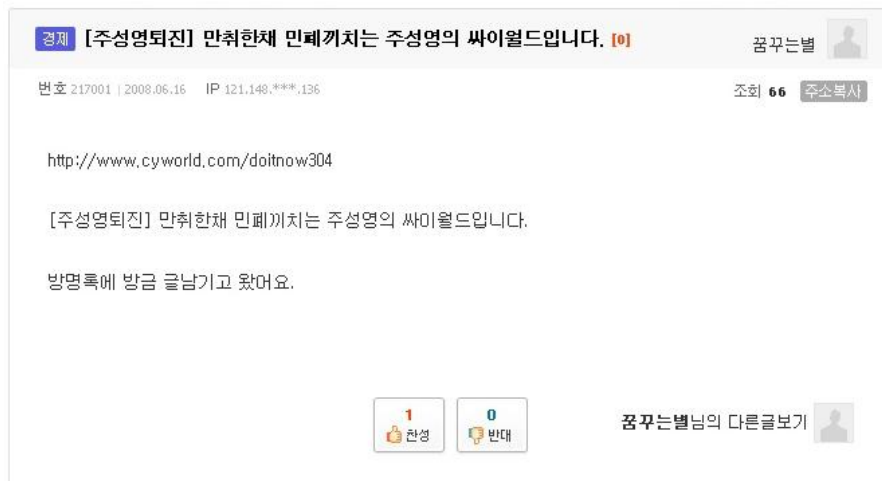 경제 [주성영퇴진] 만취한채 민폐끼치는 주성영의 싸이월드입니다. [0] 꿈꾸는별
번호 217001 | 2008.06.16 IP 121.148.***.136 조회 66 주소복사
http://www.cyworld.com/doitnow304
[주성영퇴진] 만취한채 민폐끼치는 주성영의 싸이월드입니다.
방명록에 방금 글남기고 왔어요.
1 찬성 0 반대
꿈꾸는별님의 다른글보기